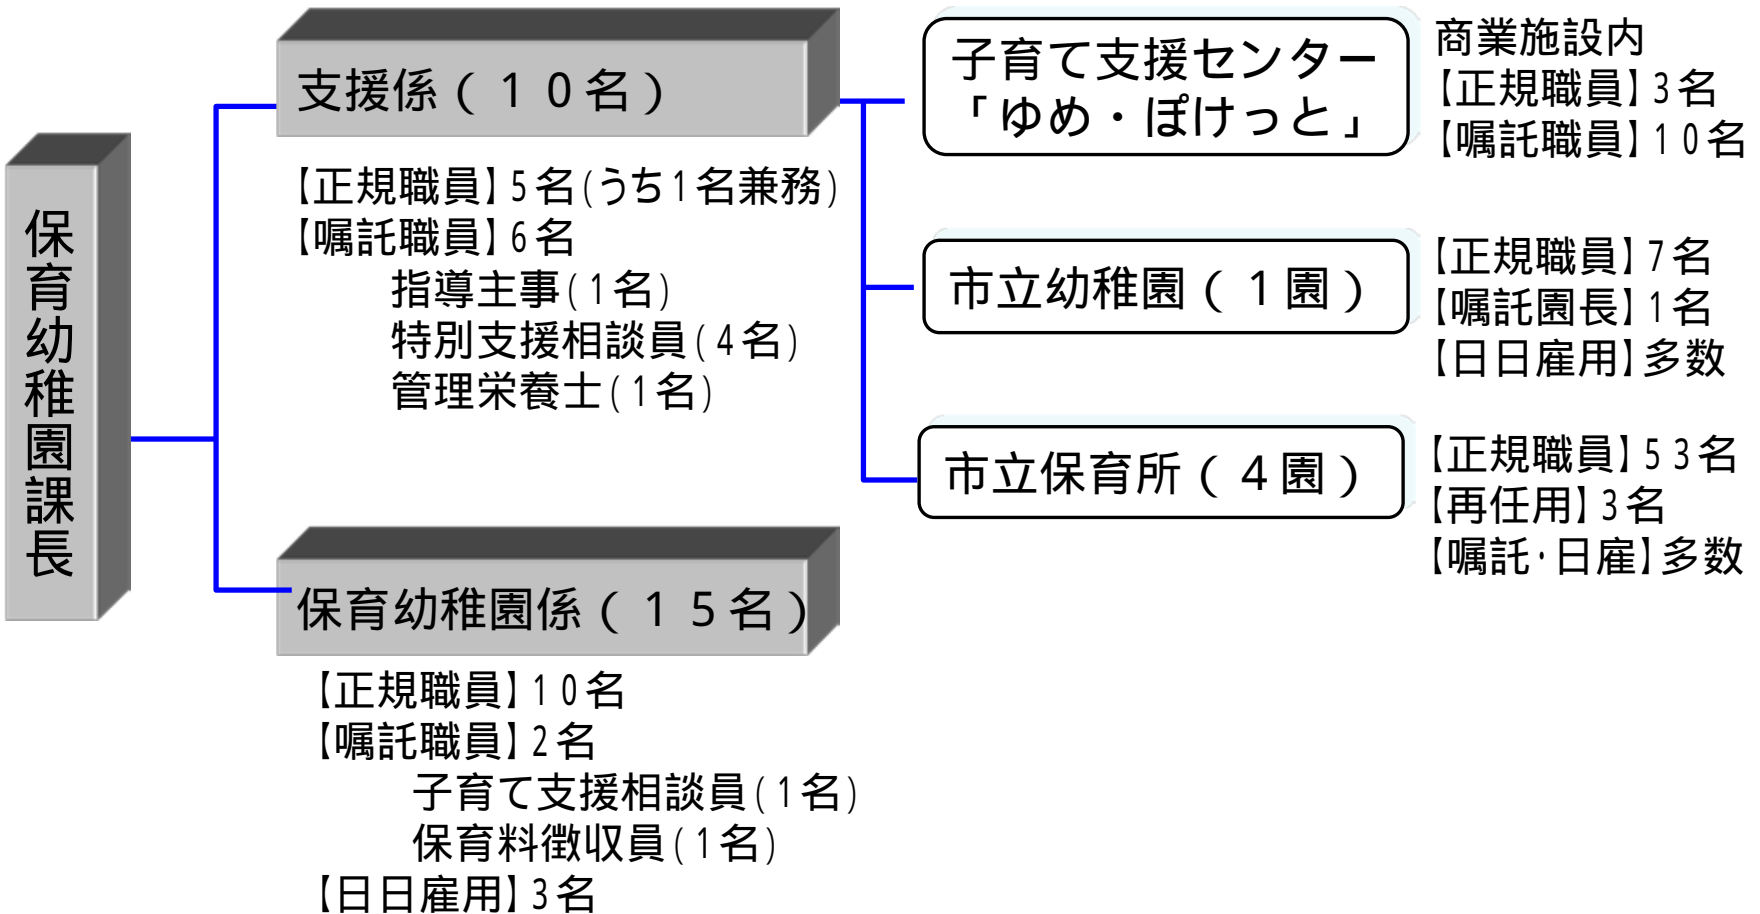 保育幼稚園課長
支援係(10名)
【正規職員】5名(うち1名兼務)
【嘱託職員】6名
指導主事(1名)
特別支援相談員(4名)
管理栄養士(1名)
保育幼稚園係(15名)
【正規職員】10名
【嘱託職員】2名
子育て支援相談員(1名)
保育料徴収員(1名)
【日日雇用】3名
子育て支援センター
「ゆめ・ぽけっと」
商業施設内
【正規職員】3名
【嘱託職員】10名
市立幼稚園(1園)
【正規職員】7名
【嘱託園長】1名
【日日雇用】多数
市立保育所(4園)
【正規職員】53名
【再任用】3名
【嘱託・日雇】多数